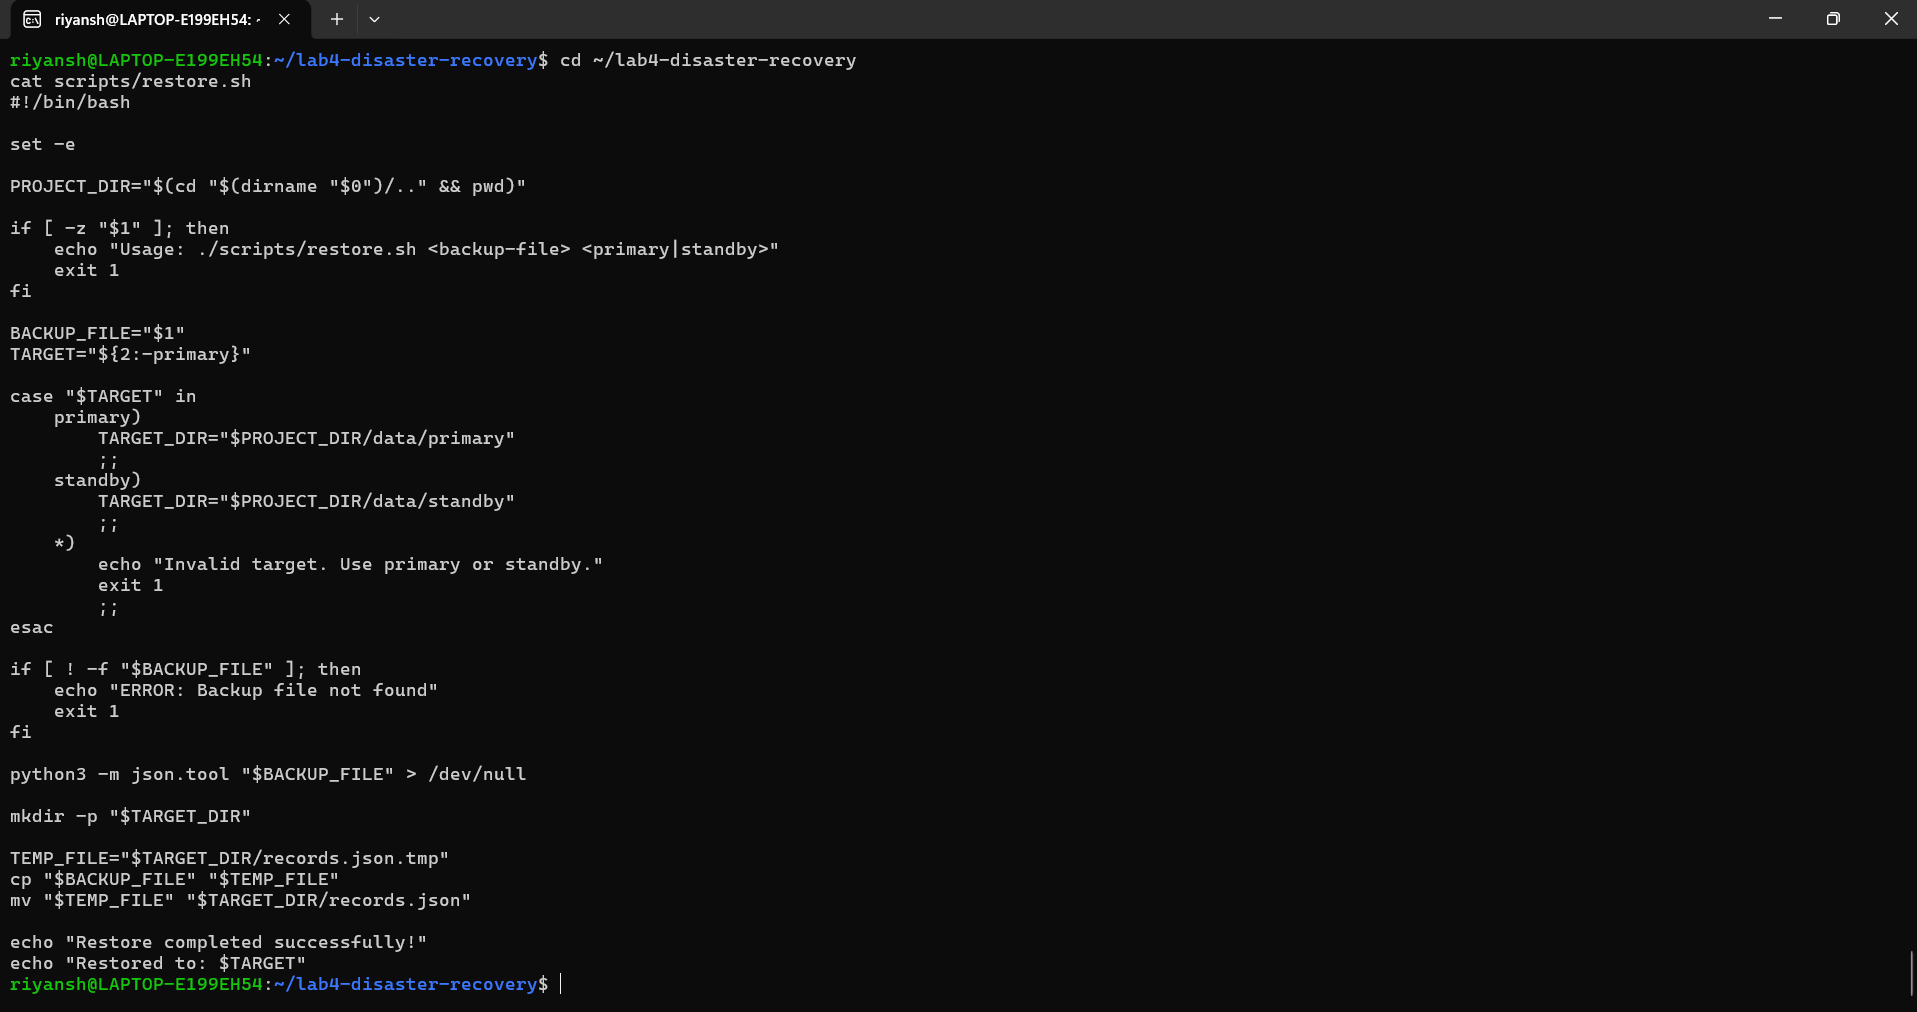 riyansh@LAPTOP-E199EH54: ~
riyansh@LAPTOP-E199EH54:~/lab4-disaster-recovery$ cd ~/lab4-disaster-recovery
cat scripts/restore.sh
#!/bin/bash

set -e

PROJECT_DIR="$(cd "$(dirname "$0")/.." && pwd)"

if [ -z "$1" ]; then
    echo "Usage: ./scripts/restore.sh <backup-file> <primary|standby>"
    exit 1
fi

BACKUP_FILE="$1"
TARGET="${2:-primary}"

case "$TARGET" in
    primary)
        TARGET_DIR="$PROJECT_DIR/data/primary"
        ;;
    standby)
        TARGET_DIR="$PROJECT_DIR/data/standby"
        ;;
    *)
        echo "Invalid target. Use primary or standby."
        exit 1
        ;;
esac

if [ ! -f "$BACKUP_FILE" ]; then
    echo "ERROR: Backup file not found"
    exit 1
fi

python3 -m json.tool "$BACKUP_FILE" > /dev/null

mkdir -p "$TARGET_DIR"

TEMP_FILE="$TARGET_DIR/records.json.tmp"
cp "$BACKUP_FILE" "$TEMP_FILE"
mv "$TEMP_FILE" "$TARGET_DIR/records.json"

echo "Restore completed successfully!"
echo "Restored to: $TARGET"
riyansh@LAPTOP-E199EH54:~/lab4-disaster-recovery$